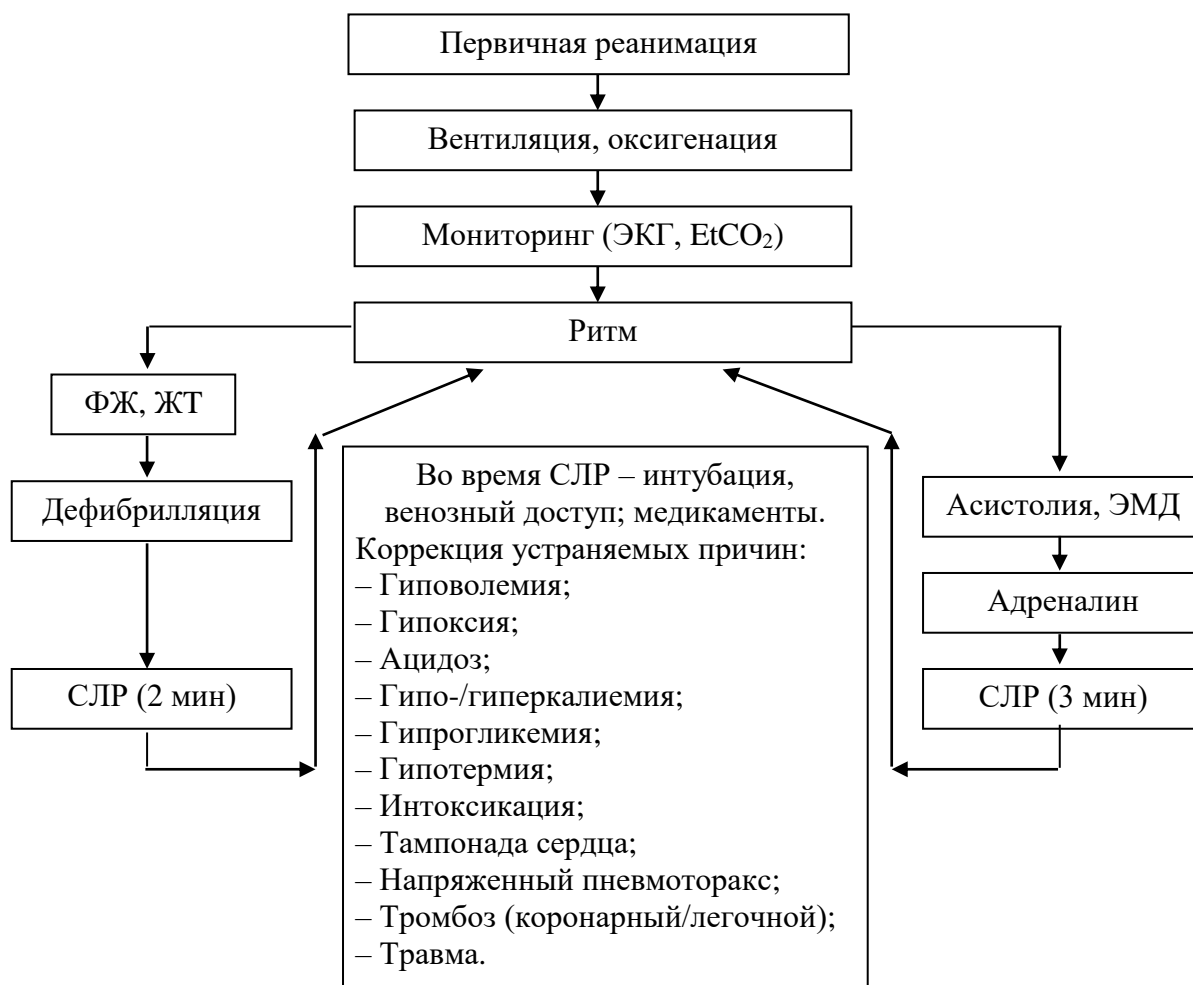 Первичная реанимация
Вентиляция, оксигенация
Мониторинг (ЭКГ, EtCO₂)
Ритм
ФЖ, ЖТ
Дефибрилляция
СЛР (2 мин)
Во время СЛР – интубация,
венозный доступ; медикаменты.
Коррекция устраняемых причин:
– Гиповолемия;
– Гипоксия;
– Ацидоз;
– Гипо-/гиперкалиемия;
– Гипрогликемия;
– Гипотермия;
– Интоксикация;
– Тампонада сердца;
– Напряженный пневмоторакс;
– Тромбоз (коронарный/легочной);
– Травма.
Асистолия, ЭМД
Адреналин
СЛР (3 мин)